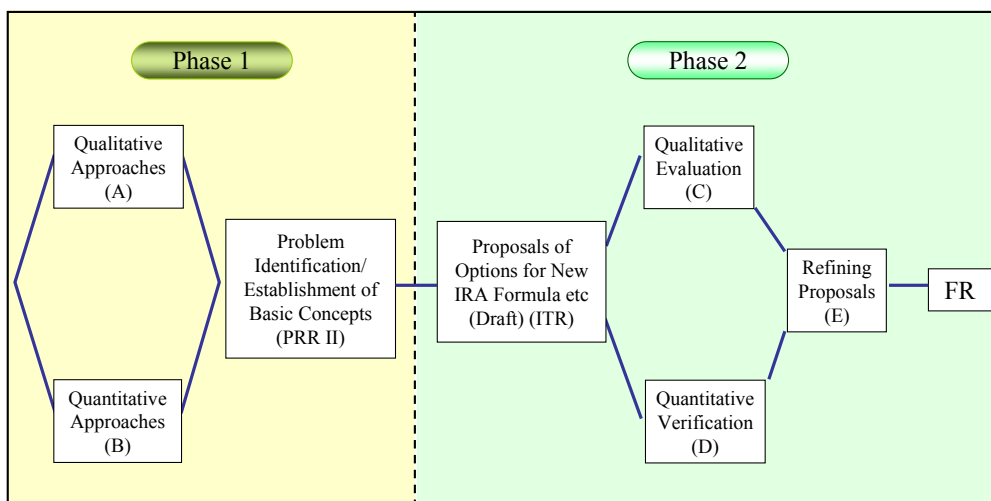 Phase 1
Qualitative
Approaches
(A)
Quantitative
Approaches
(B)
Problem
Identification/
Establishment of
Basic Concepts
(PRR II)
Phase 2
Proposals of
Options for New
IRA Formula etc
(Draft) (ITR)
Qualitative
Evaluation
(C)
Quantitative
Verification
(D)
Refining
Proposals
(E)
FR